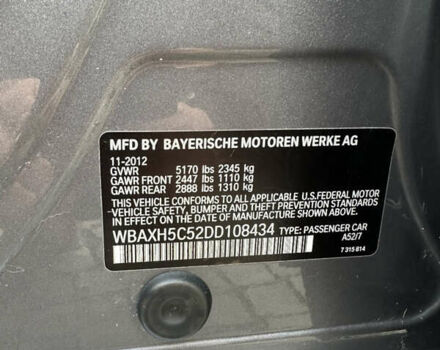 MFD BY BAYERISCHE MOTOREN WERKE AG
11-2012
GVWR 5170 lbs 2345 kg
GAWR FRONT 2447 lbs 1110 kg
GAWR REAR 2888 lbs 1310 kg
THIS VEHICLE CONFORMS TO ALL APPLICABLE U.S.FEDERAL MOTOR
VEHICLE SAFETY, BUMPER, AND THEFT PREVENTION STANDARDS
IN EFFECT ON THE DATE OF MANUFACTURE SHOWN ABOVE.
WBAXH5C52DD108434 TYPE: PASSENGER CAR
A52/7
7 315 814